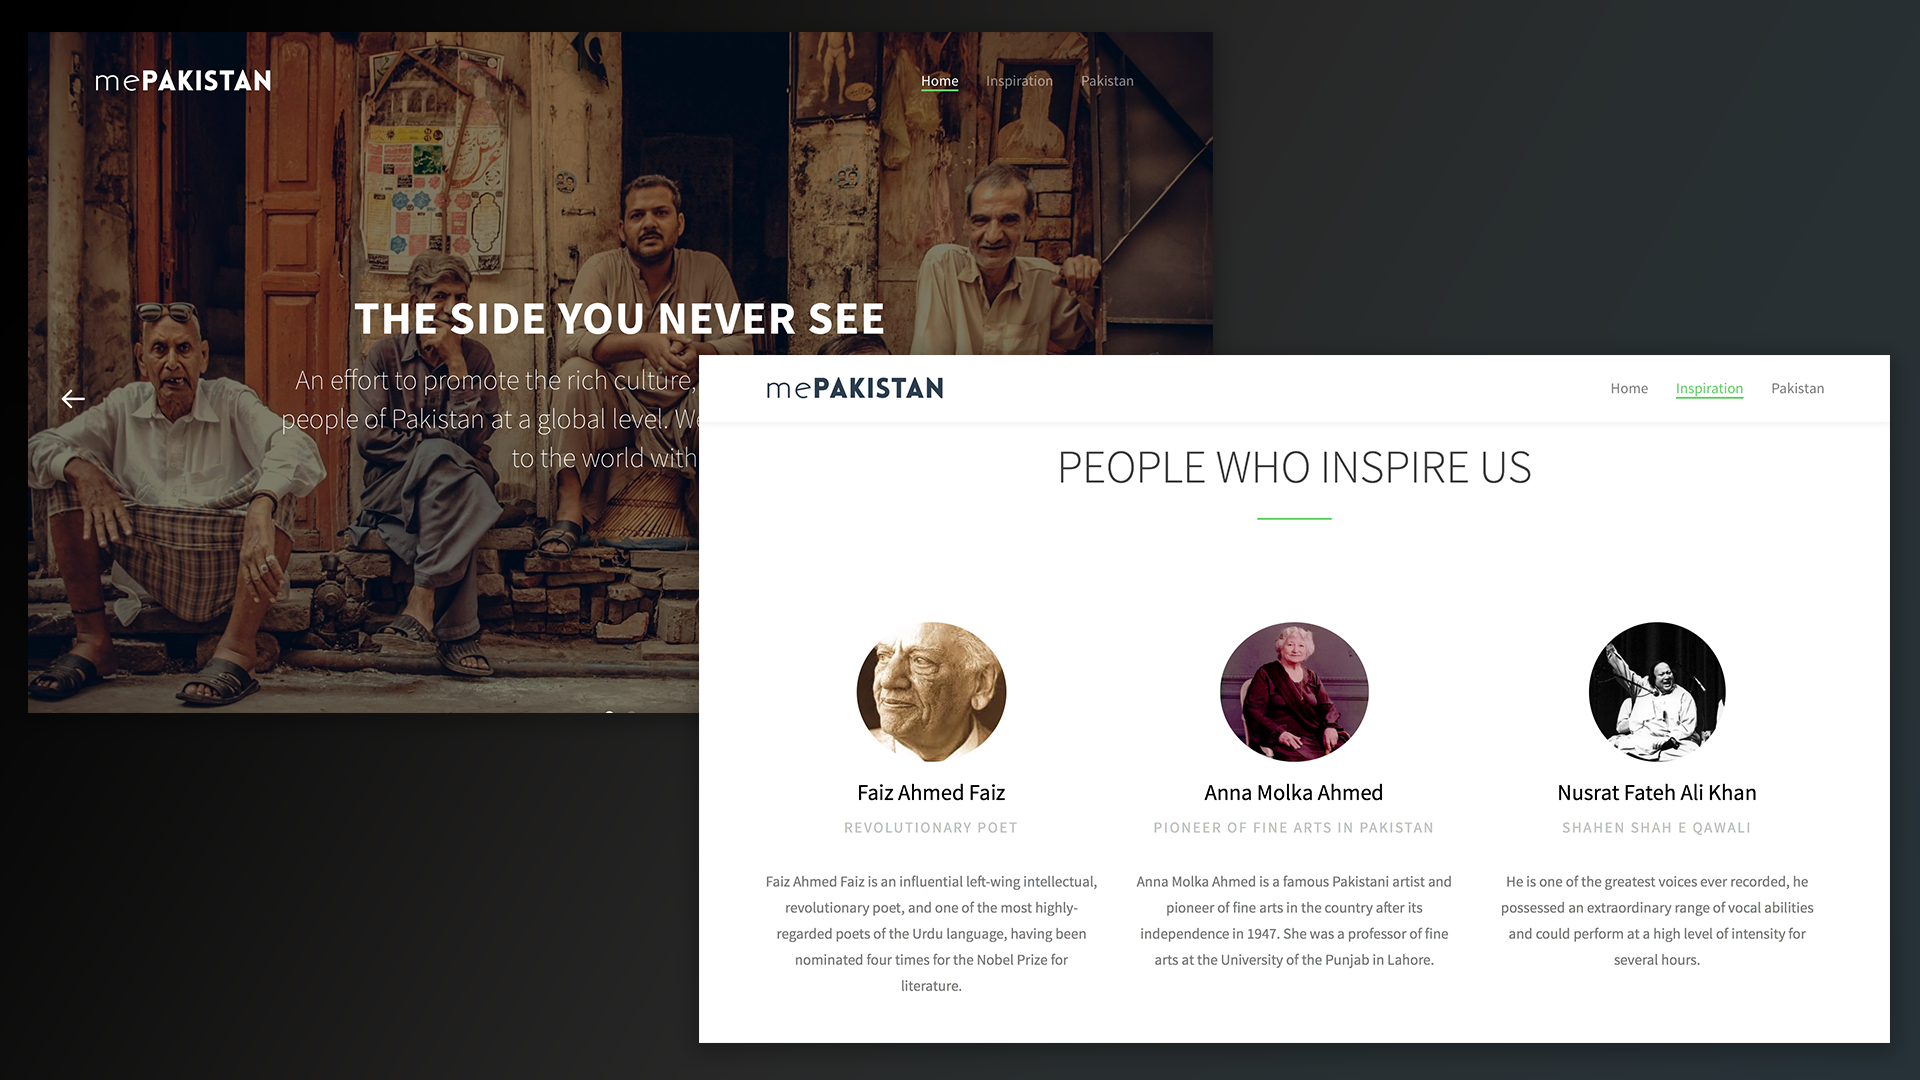 mePAKISTAN
Home Inspiration Pakistan
THE SIDE YOU NEVER SEE
An effort to promote the rich culture,
people of Pakistan at a global level. We
to the world with
mePAKISTAN
Home Inspiration Pakistan
PEOPLE WHO INSPIRE US
Faiz Ahmed Faiz
REVOLUTIONARY POET
Faiz Ahmed Faiz is an influential left-wing intellectual,
revolutionary poet, and one of the most highly-
regarded poets of the Urdu language, having been
nominated four times for the Nobel Prize for
literature.
Anna Molka Ahmed
PIONEER OF FINE ARTS IN PAKISTAN
Anna Molka Ahmed is a famous Pakistani artist and
pioneer of fine arts in the country after its
independence in 1947. She was a professor of fine
arts at the University of the Punjab in Lahore.
Nusrat Fateh Ali Khan
SHAHEN SHAH E QAWALI
He is one of the greatest voices ever recorded, he
possessed an extraordinary range of vocal abilities
and could perform at a high level of intensity for
several hours.